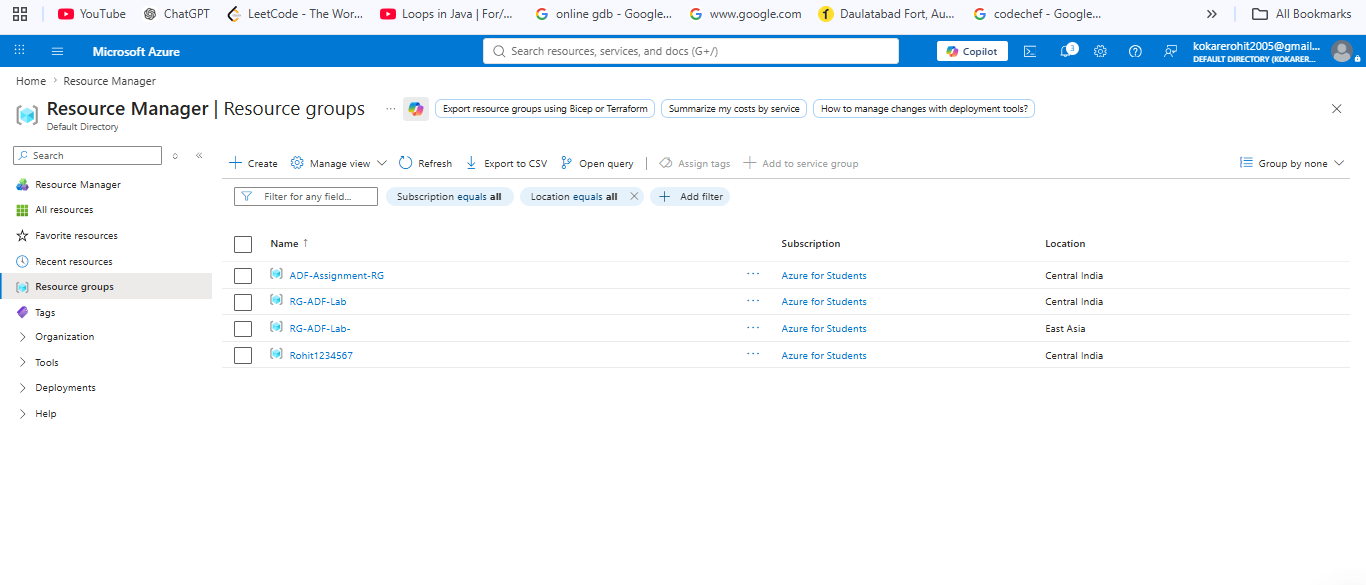 YouTube ChatGPT LeetCode - The Wor... Loops in Java | For/... online gdb - Google... www.google.com Daulatabad Fort, Au... codechef - Google... » All Bookmarks
Microsoft Azure Search resources, services, and docs (G+/) Copilot 3 kokarerohit2005@gmail...
DEFAULT DIRECTORY (KOKARER...
Home > Resource Manager
Resource Manager | Resource groups ... Export resource groups using Bicep or Terraform Summarize my costs by service How to manage changes with deployment tools?
Default Directory
Search « + Create Manage view Refresh Export to CSV Open query | Assign tags + Add to service group Group by none
Resource Manager
Filter for any field... Subscription equals all Location equals all Add filter
All resources
Favorite resources
Name ↑ Subscription Location
Recent resources
ADF-Assignment-RG ... Azure for Students Central India
Resource groups
RG-ADF-Lab ... Azure for Students Central India
Tags
RG-ADF-Lab- ... Azure for Students East Asia
Organization
Rohit1234567 ... Azure for Students Central India
Tools
Deployments
Help